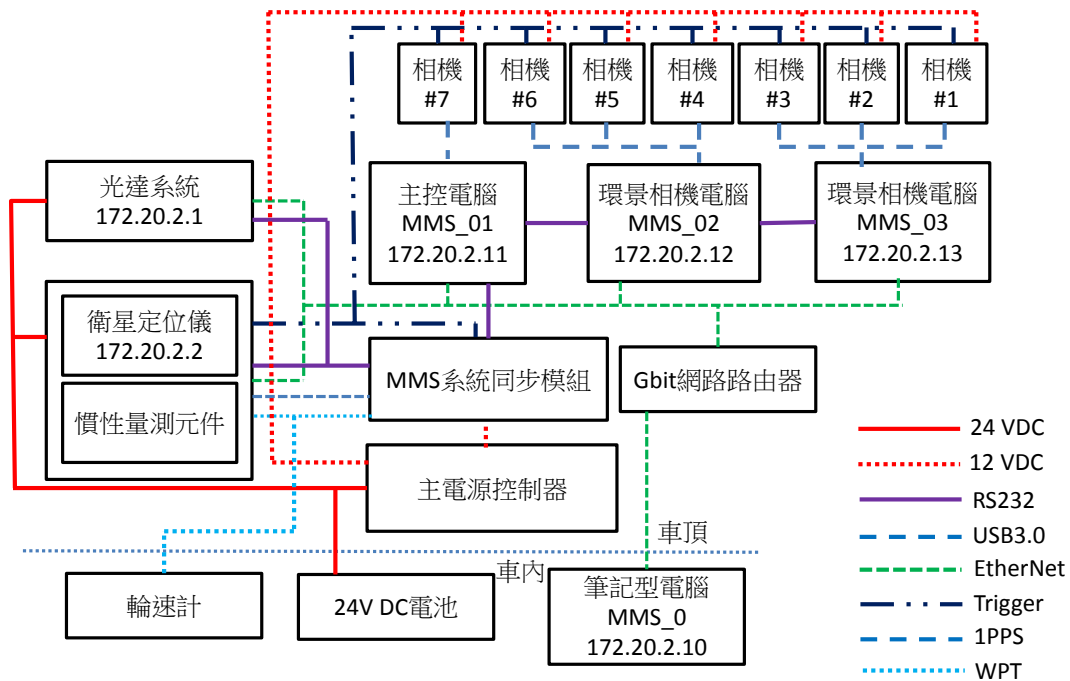 相機
#7
相機
#6
相機
#5
相機
#4
相機
#3
相機
#2
相機
#1
光達系統
172.20.2.1
主控電腦
MMS_01
172.20.2.11
環景相機電腦
MMS_02
172.20.2.12
環景相機電腦
MMS_03
172.20.2.13
衛星定位儀
172.20.2.2
慣性量測元件
MMS系統同步模組
Gbit網路路由器
主電源控制器
車頂
車內
輪速計
24V DC電池
筆記型電腦
MMS_0
172.20.2.10
24 VDC
12 VDC
RS232
USB3.0
EtherNet
Trigger
1PPS
WPT